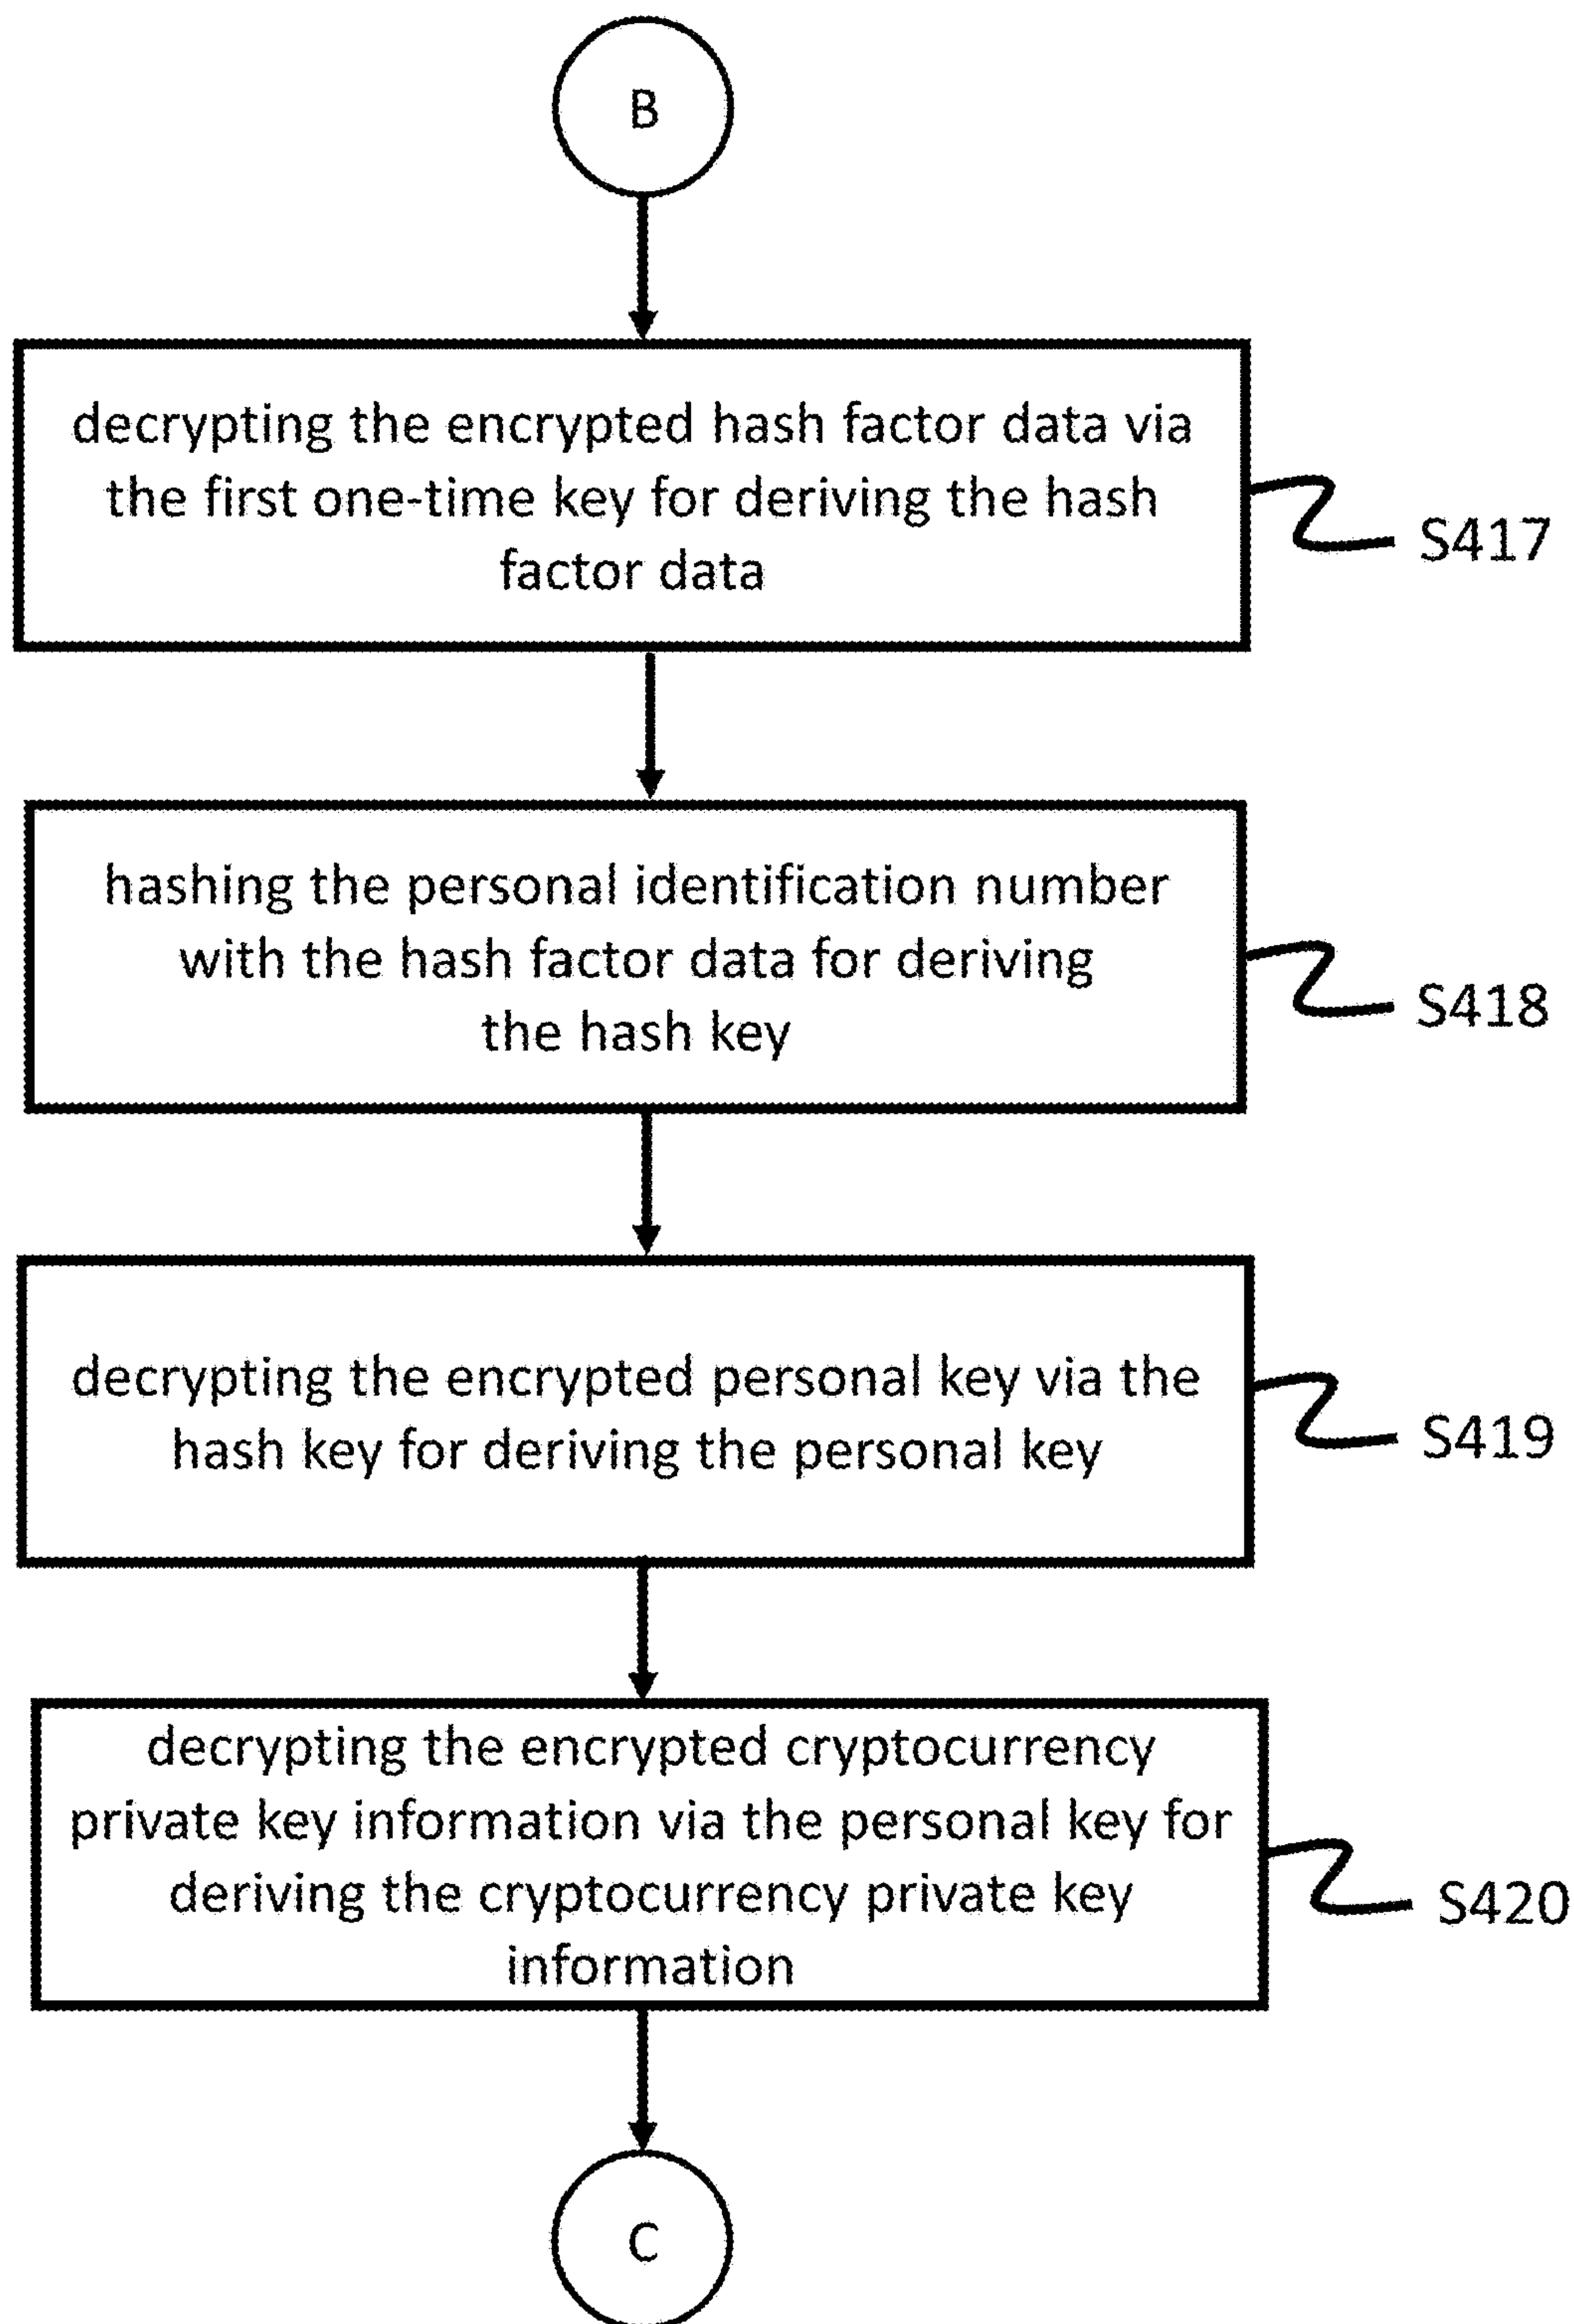 B
decrypting the encrypted hash factor data via
the first one-time key for deriving the hash
factor data
S417
hashing the personal identification number
with the hash factor data for deriving
the hash key
S418
decrypting the encrypted personal key via the
hash key for deriving the personal key
S419
decrypting the encrypted cryptocurrency
private key information via the personal key for
deriving the cryptocurrency private key
information
S420
C